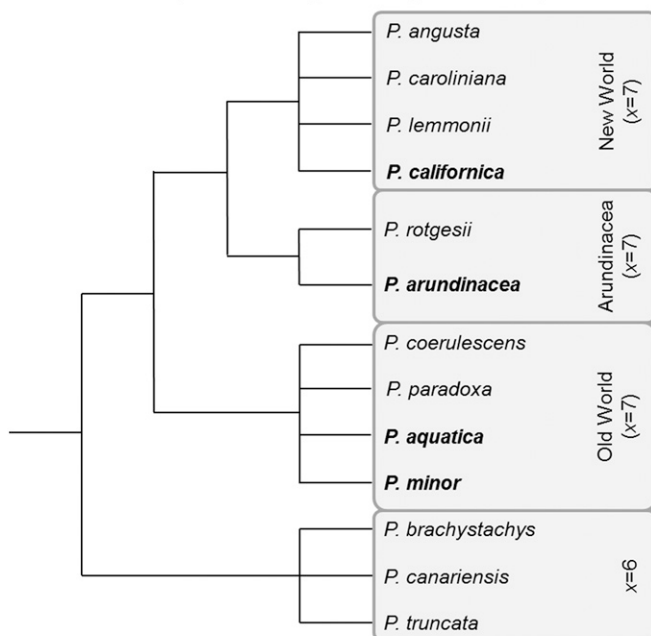 P. angusta
P. caroliniana
P. lemmonii
P. californica
New World
(x=7)
P. rotgesii
P. arundinacea
Arundinacea
(x=7)
P. coerulescens
P. paradoxa
P. aquatica
P. minor
Old World
(x=7)
P. brachystachys
P. canariensis
P. truncata
x=6